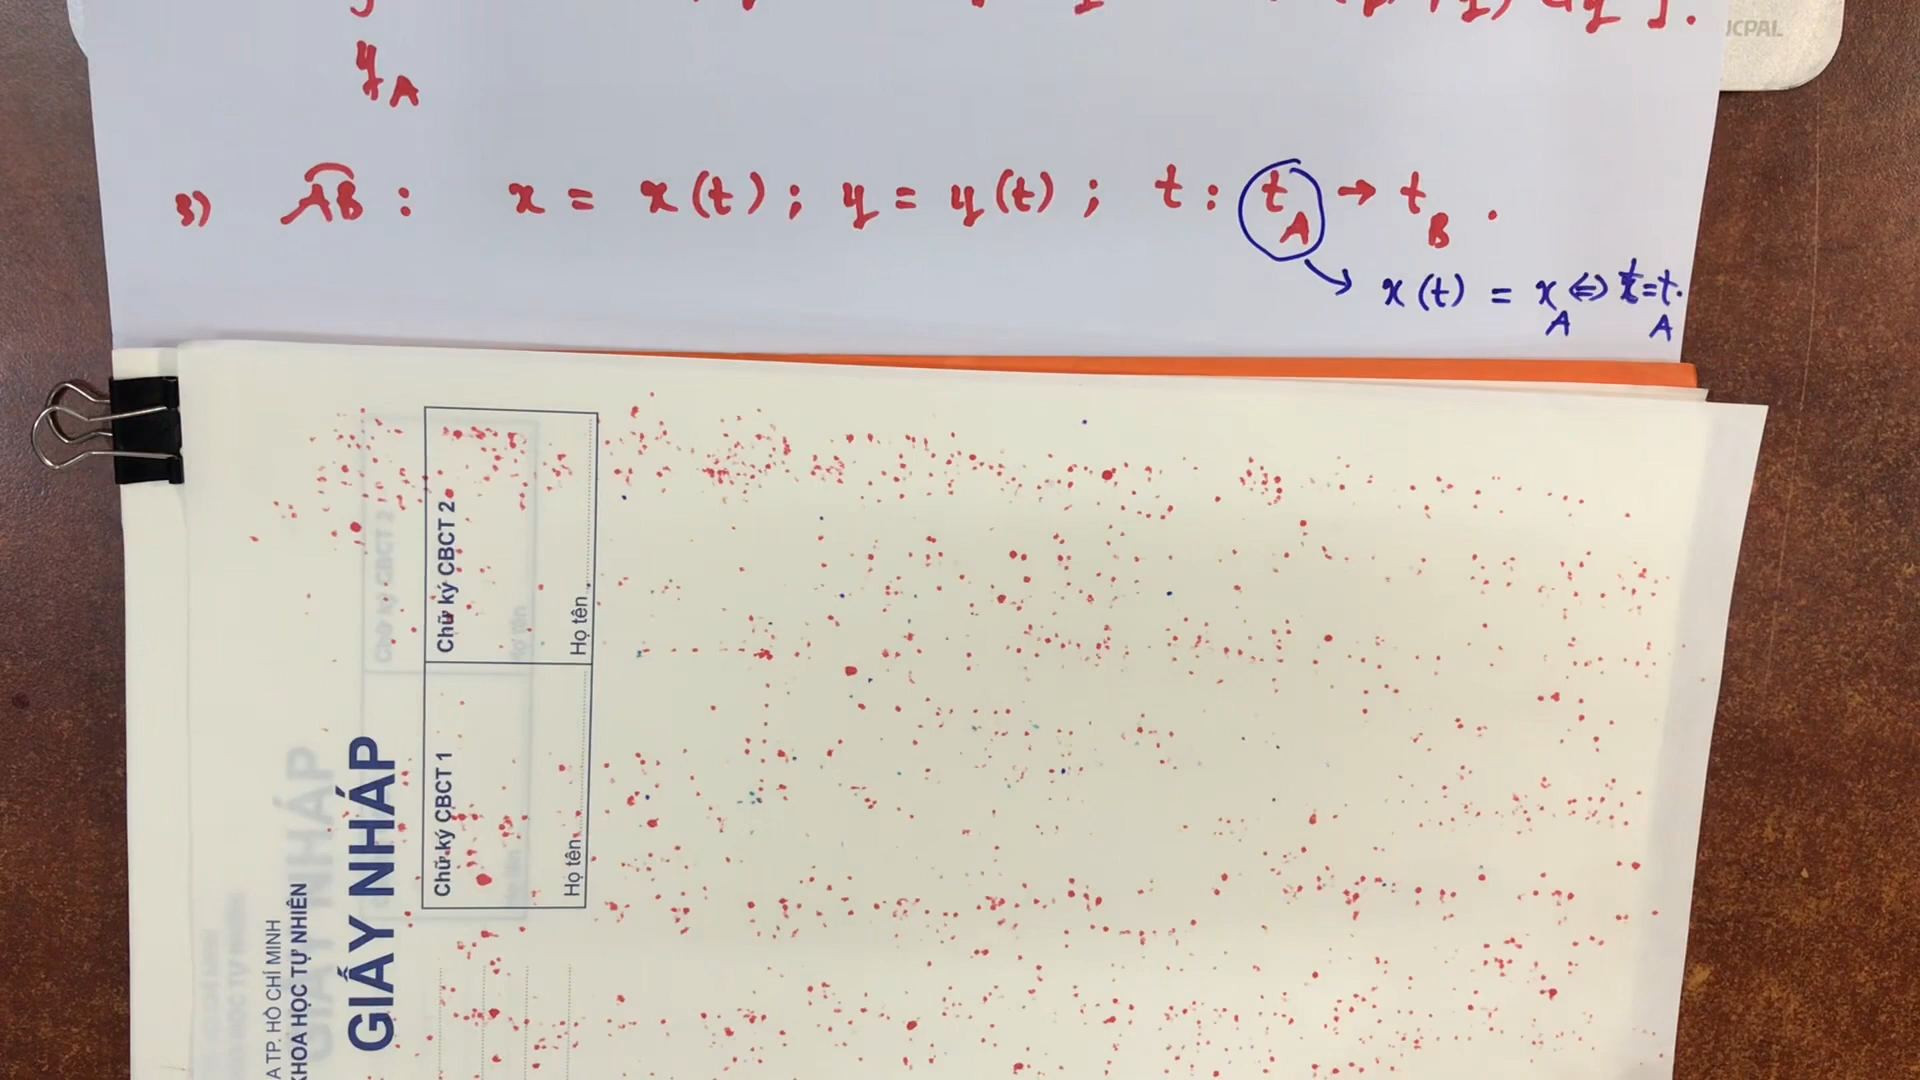 JCPAL
y_A
3) AB : x = x(t) ; y = y(t) ; t : t_A → t_B .
x(t) = x_A ⇔ t = t_A .
Chữ ký CBCT 1
Chữ ký CBCT 2
Họ tên
Họ tên
A TP. HỒ CHÍ MINH
KHOA HỌC TỰ NHIÊN
GIẤY NHÁP